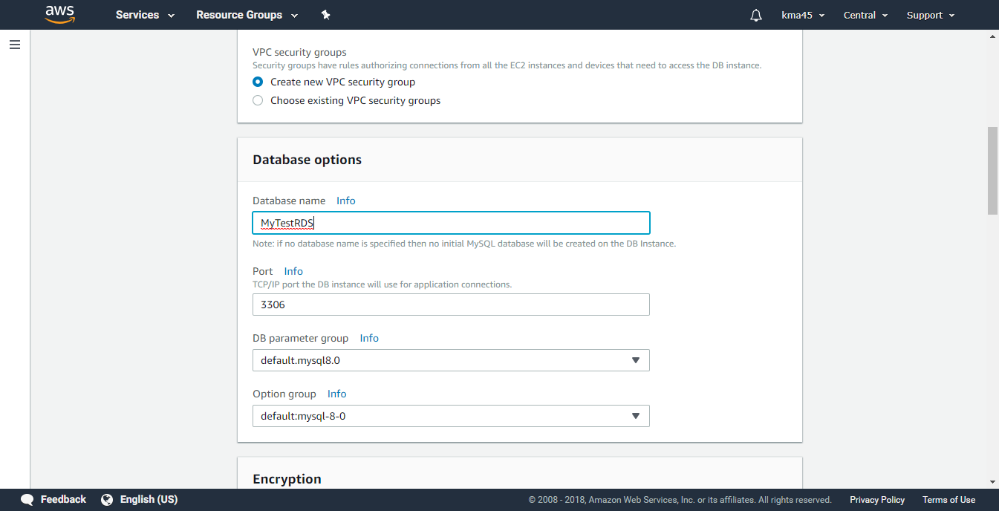 aws Services Resource Groups kma45 Central Support
VPC security groups
Security groups have rules authorizing connections from all the EC2 instances and devices that need to access the DB instance.
Create new VPC security group
Choose existing VPC security groups
Database options
Database name Info
MyTestRDS
Note: if no database name is specified then no initial MySQL database will be created on the DB Instance.
Port Info
TCP/IP port the DB instance will use for application connections.
3306
DB parameter group Info
default.mysql8.0
Option group Info
default:mysql-8-0
Encryption
Feedback English (US) © 2008 - 2018, Amazon Web Services, Inc. or its affiliates. All rights reserved. Privacy Policy Terms of Use